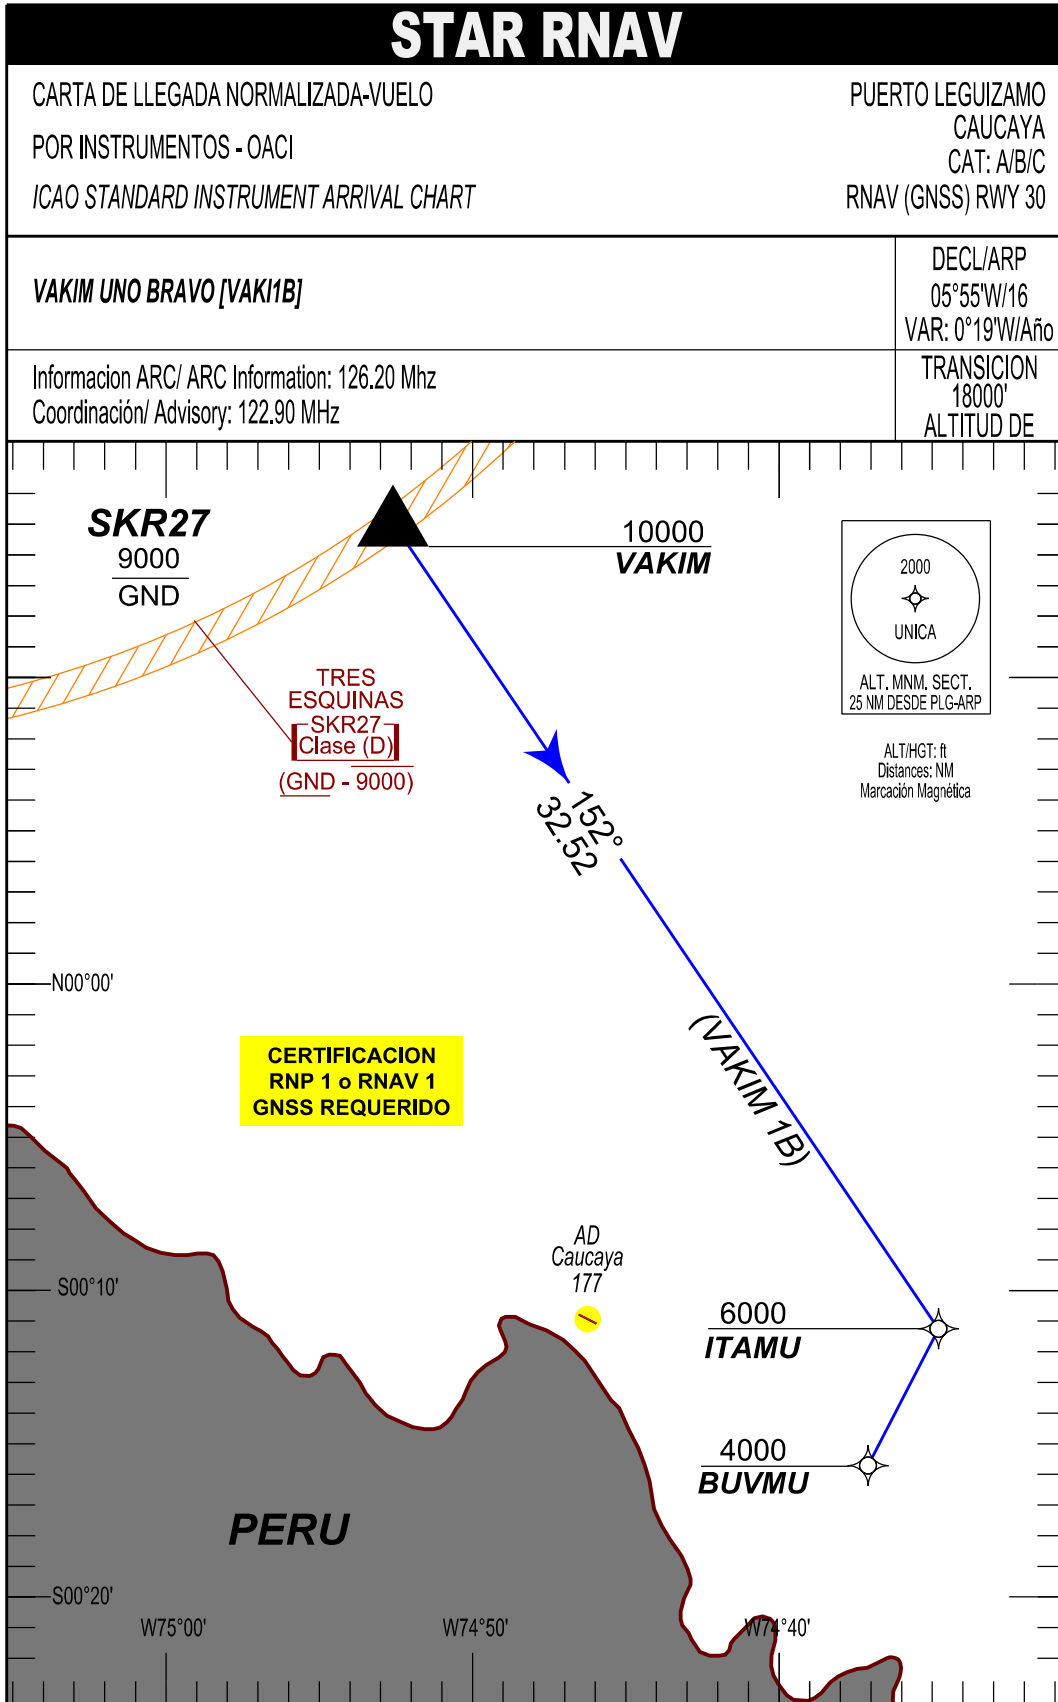 STAR RNAV
CARTA DE LLEGADA NORMALIZADA-VUELO
POR INSTRUMENTOS - OACI
ICAO STANDARD INSTRUMENT ARRIVAL CHART
PUERTO LEGUIZAMO
CAUCAYA
CAT: A/B/C
RNAV (GNSS) RWY 30
VAKIM UNO BRAVO [VAKI1B]
DECL/ARP
05°55'W/16
VAR: 0°19'W/Año
Informacion ARC/ ARC Information: 126.20 Mhz
Coordinación/ Advisory: 122.90 MHz
TRANSICION
18000'
ALTITUD DE
SKR27
9000
GND
10000
VAKIM
2000
UNICA
ALT. MNM. SECT.
25 NM DESDE PLG-ARP
ALT/HGT: ft
Distances: NM
Marcación Magnética
TRES
ESQUINAS
SKR27
Clase (D)
(GND - 9000)
152°
32.52
N00°00'
(VAKIM 1B)
CERTIFICACION
RNP 1 o RNAV 1
GNSS REQUERIDO
AD
Caucaya
177
S00°10'
6000
ITAMU
4000
BUVMU
PERU
S00°20'
W75°00'
W74°50'
W74°40'